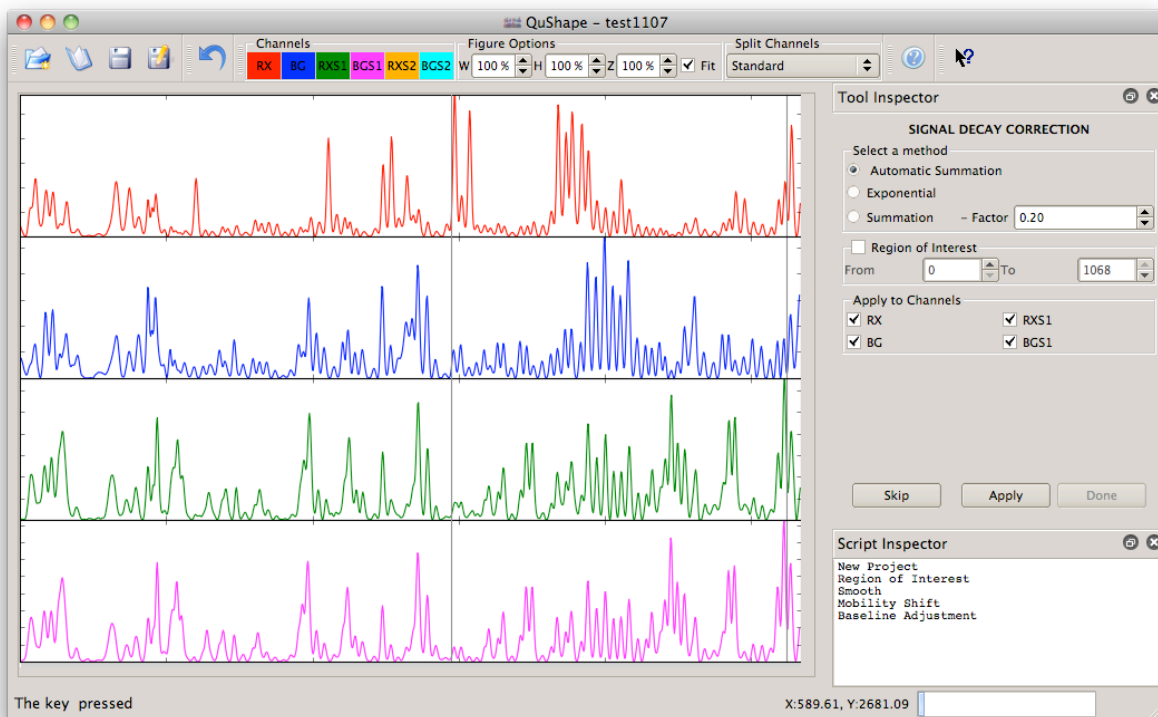 QuShape - test1107
Channels
Figure Options
Split Channels
RX BG RXS1 BGS1 RXS2 BGS2
W 100 % H 100 % Z 100 % Fit
Standard
Tool Inspector
SIGNAL DECAY CORRECTION
Select a method
Automatic Summation
Exponential
Summation - Factor 0.20
Region of Interest
From 0 To 1068
Apply to Channels
RX RXS1
BG BGS1
Skip Apply Done
Script Inspector
New Project
Region of Interest
Smooth
Mobility Shift
Baseline Adjustment
The key pressed
X:589.61, Y:2681.09